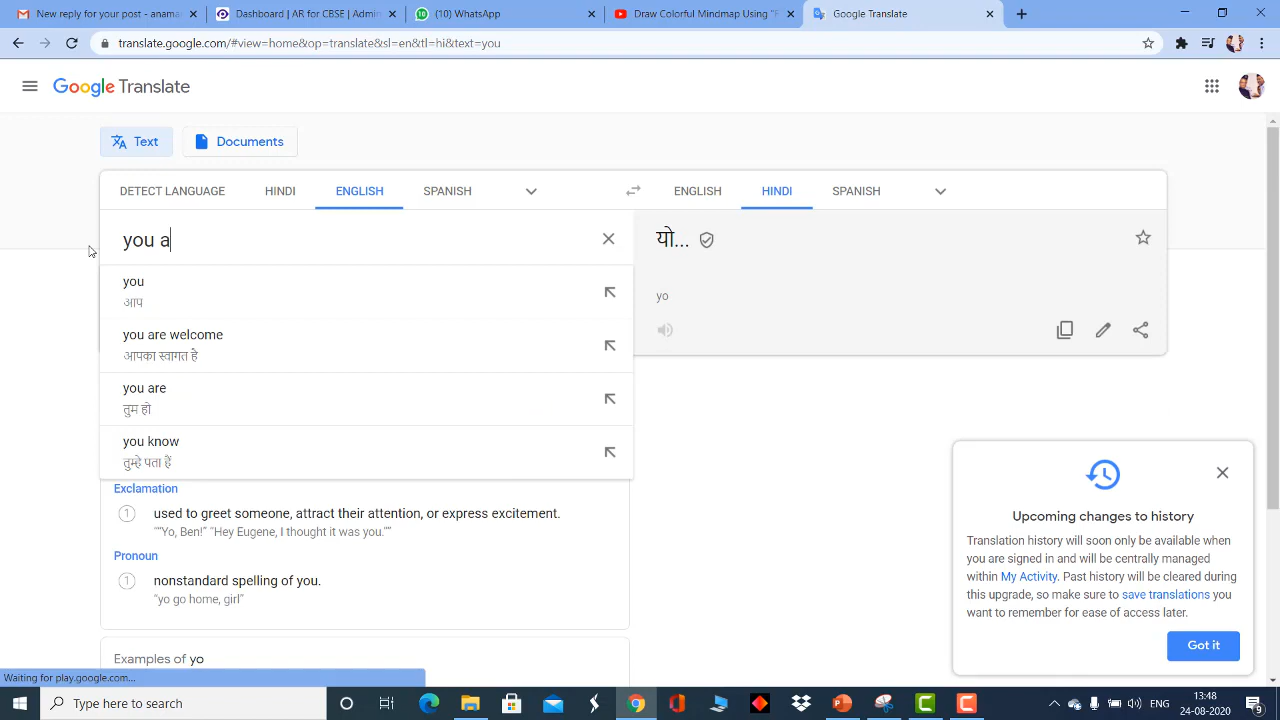 New reply for your post - a
Dashboard | AR for CBSE | Admin
(10) WhatsApp
Draw Colorful Mindmap Using "F
Google Translate
translate.google.com/#view=home&op=translate&sl=en&tl=hi&text=you
Google Translate
Text
Documents
DETECT LANGUAGE HINDI ENGLISH SPANISH
ENGLISH HINDI SPANISH
you a
यो...
you
आप
yo
you are welcome
आपका स्वागत है
you are
तुम हो
you know
तुम्हे पता हैं
Exclamation
1 used to greet someone, attract their attention, or express excitement.
"“Yo, Ben!” “Hey Eugene, I thought it was you.”"
Pronoun
1 nonstandard spelling of you.
"yo go home, girl"
Examples of yo
Upcoming changes to history
Translation history will soon only be available when
you are signed in and will be centrally managed
within My Activity. Past history will be cleared during
this upgrade, so make sure to save translations you
want to remember for ease of access later.
Got it
Waiting for play.google.com...
Type here to search
ENG
13:48
24-08-2020